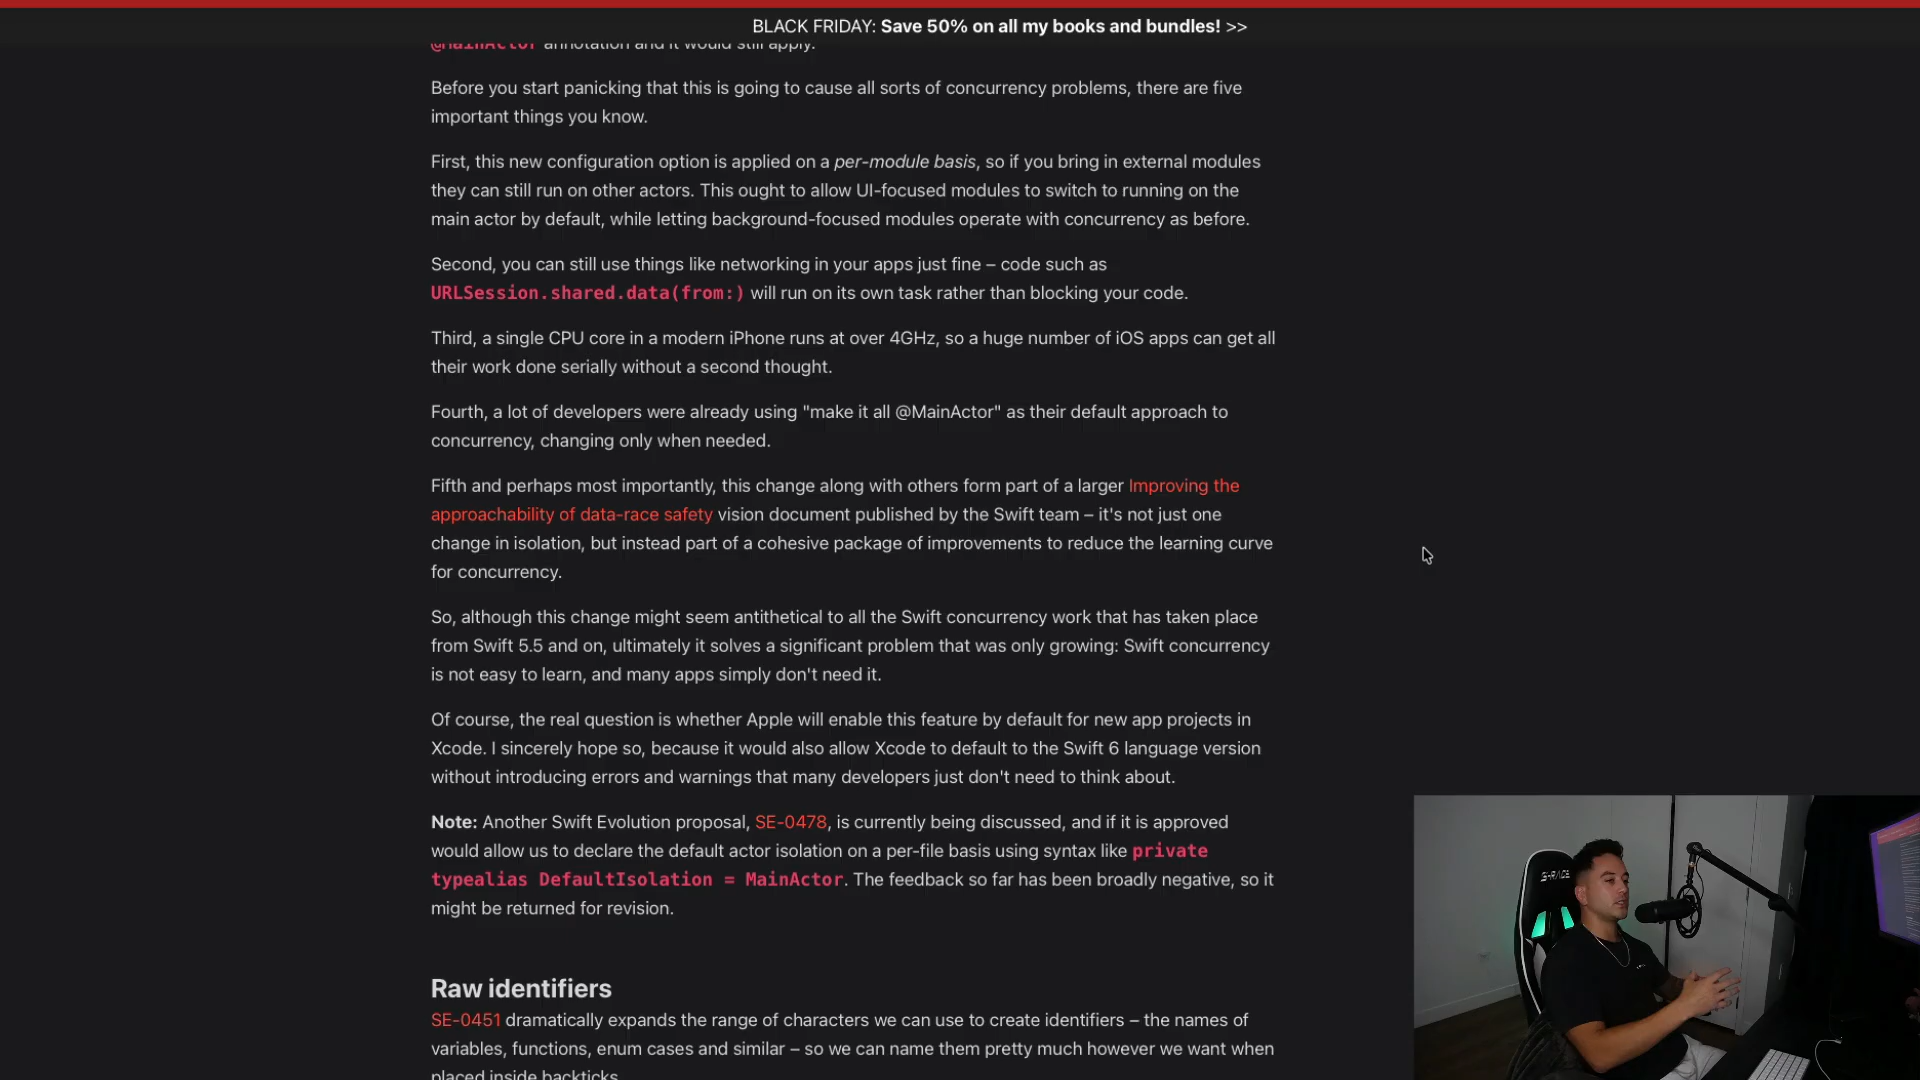 BLACK FRIDAY: Save 50% on all my books and bundles! >>
@MainActor annotation and it would still apply.
Before you start panicking that this is going to cause all sorts of concurrency problems, there are five
important things you know.
First, this new configuration option is applied on a per-module basis, so if you bring in external modules
they can still run on other actors. This ought to allow UI-focused modules to switch to running on the
main actor by default, while letting background-focused modules operate with concurrency as before.
Second, you can still use things like networking in your apps just fine – code such as
URLSession.shared.data(from:) will run on its own task rather than blocking your code.
Third, a single CPU core in a modern iPhone runs at over 4GHz, so a huge number of iOS apps can get all
their work done serially without a second thought.
Fourth, a lot of developers were already using "make it all @MainActor" as their default approach to
concurrency, changing only when needed.
Fifth and perhaps most importantly, this change along with others form part of a larger Improving the
approachability of data-race safety vision document published by the Swift team – it's not just one
change in isolation, but instead part of a cohesive package of improvements to reduce the learning curve
for concurrency.
So, although this change might seem antithetical to all the Swift concurrency work that has taken place
from Swift 5.5 and on, ultimately it solves a significant problem that was only growing: Swift concurrency
is not easy to learn, and many apps simply don't need it.
Of course, the real question is whether Apple will enable this feature by default for new app projects in
Xcode. I sincerely hope so, because it would also allow Xcode to default to the Swift 6 language version
without introducing errors and warnings that many developers just don't need to think about.
Note: Another Swift Evolution proposal, SE-0478, is currently being discussed, and if it is approved
would allow us to declare the default actor isolation on a per-file basis using syntax like private
typealias DefaultIsolation = MainActor. The feedback so far has been broadly negative, so it
might be returned for revision.
Raw identifiers
SE-0451 dramatically expands the range of characters we can use to create identifiers – the names of
variables, functions, enum cases and similar – so we can name them pretty much however we want when
placed inside backticks.